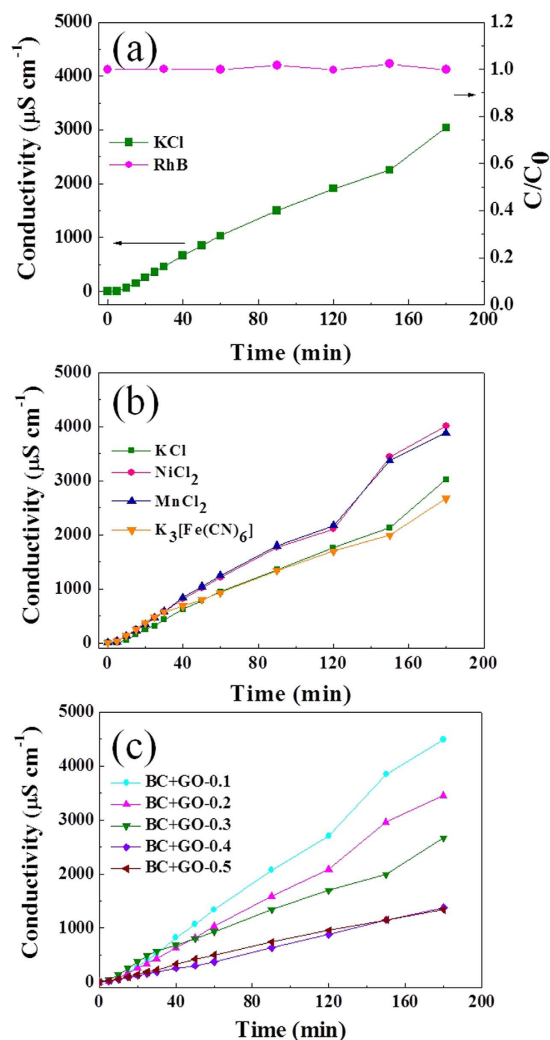 (a)
5000
4000
3000
2000
1000
0
Conductivity (µS cm⁻¹)
KCl
RhB
1.2
1.0
0.8
0.6
0.4
0.2
0.0
C/C₀
0 40 80 120 160 200
Time (min)
(b)
5000
4000
3000
2000
1000
0
Conductivity (µS cm⁻¹)
KCl
NiCl₂
MnCl₂
K₃[Fe(CN)₆]
0 40 80 120 160 200
Time (min)
(c)
5000
4000
3000
2000
1000
0
Conductivity (µS cm⁻¹)
BC+GO-0.1
BC+GO-0.2
BC+GO-0.3
BC+GO-0.4
BC+GO-0.5
0 40 80 120 160 200
Time (min)